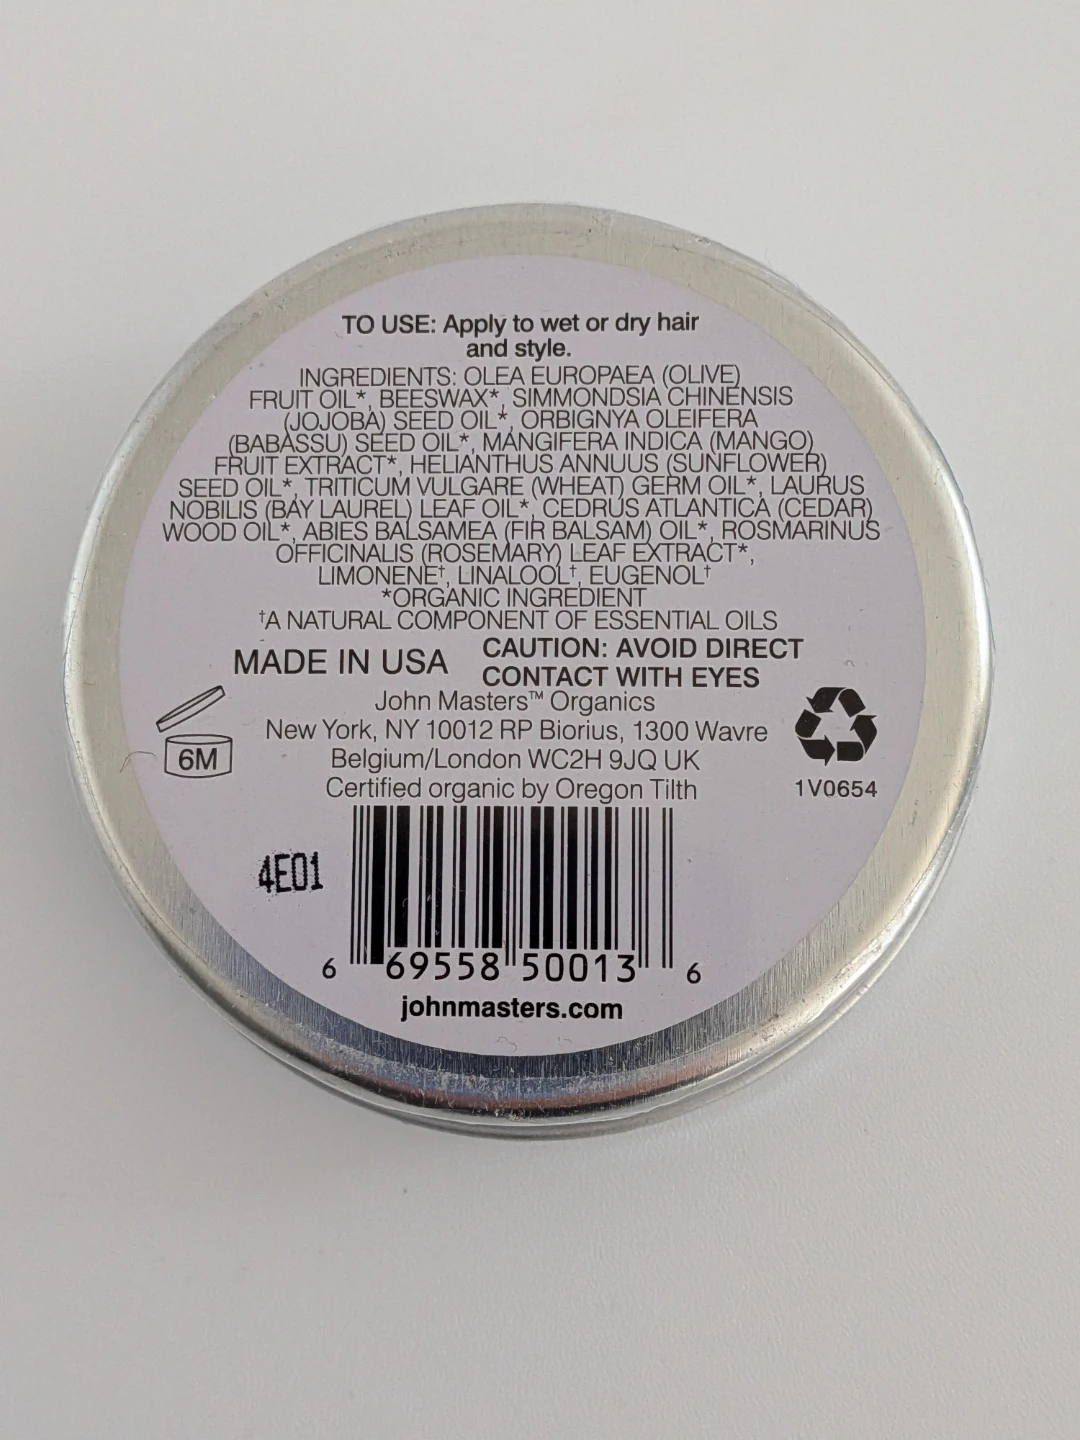 TO USE: Apply to wet or dry hair
and style.
INGREDIENTS: OLEA EUROPAEA (OLIVE)
FRUIT OIL*, BEESWAX*, SIMMONDSIA CHINENSIS
(JOJOBA) SEED OIL*, ORBIGNYA OLEIFERA
(BABASSU) SEED OIL*, MANGIFERA INDICA (MANGO)
FRUIT EXTRACT*, HELIANTHUS ANNUUS (SUNFLOWER)
SEED OIL*, TRITICUM VULGARE (WHEAT) GERM OIL*, LAURUS
NOBILIS (BAY LAUREL) LEAF OIL*, CEDRUS ATLANTICA (CEDAR)
WOOD OIL*, ABIES BALSAMEA (FIR BALSAM) OIL*, ROSMARINUS
OFFICINALIS (ROSEMARY) LEAF EXTRACT*,
LIMONENE†, LINALOOL†, EUGENOL†
*ORGANIC INGREDIENT
†A NATURAL COMPONENT OF ESSENTIAL OILS
MADE IN USA
CAUTION: AVOID DIRECT
CONTACT WITH EYES
John Masters™ Organics
New York, NY 10012 RP Biorius, 1300 Wavre
Belgium/London WC2H 9JQ UK
Certified organic by Oregon Tilth
6M
1V0654
4E01
6 69558 50013 6
johnmasters.com